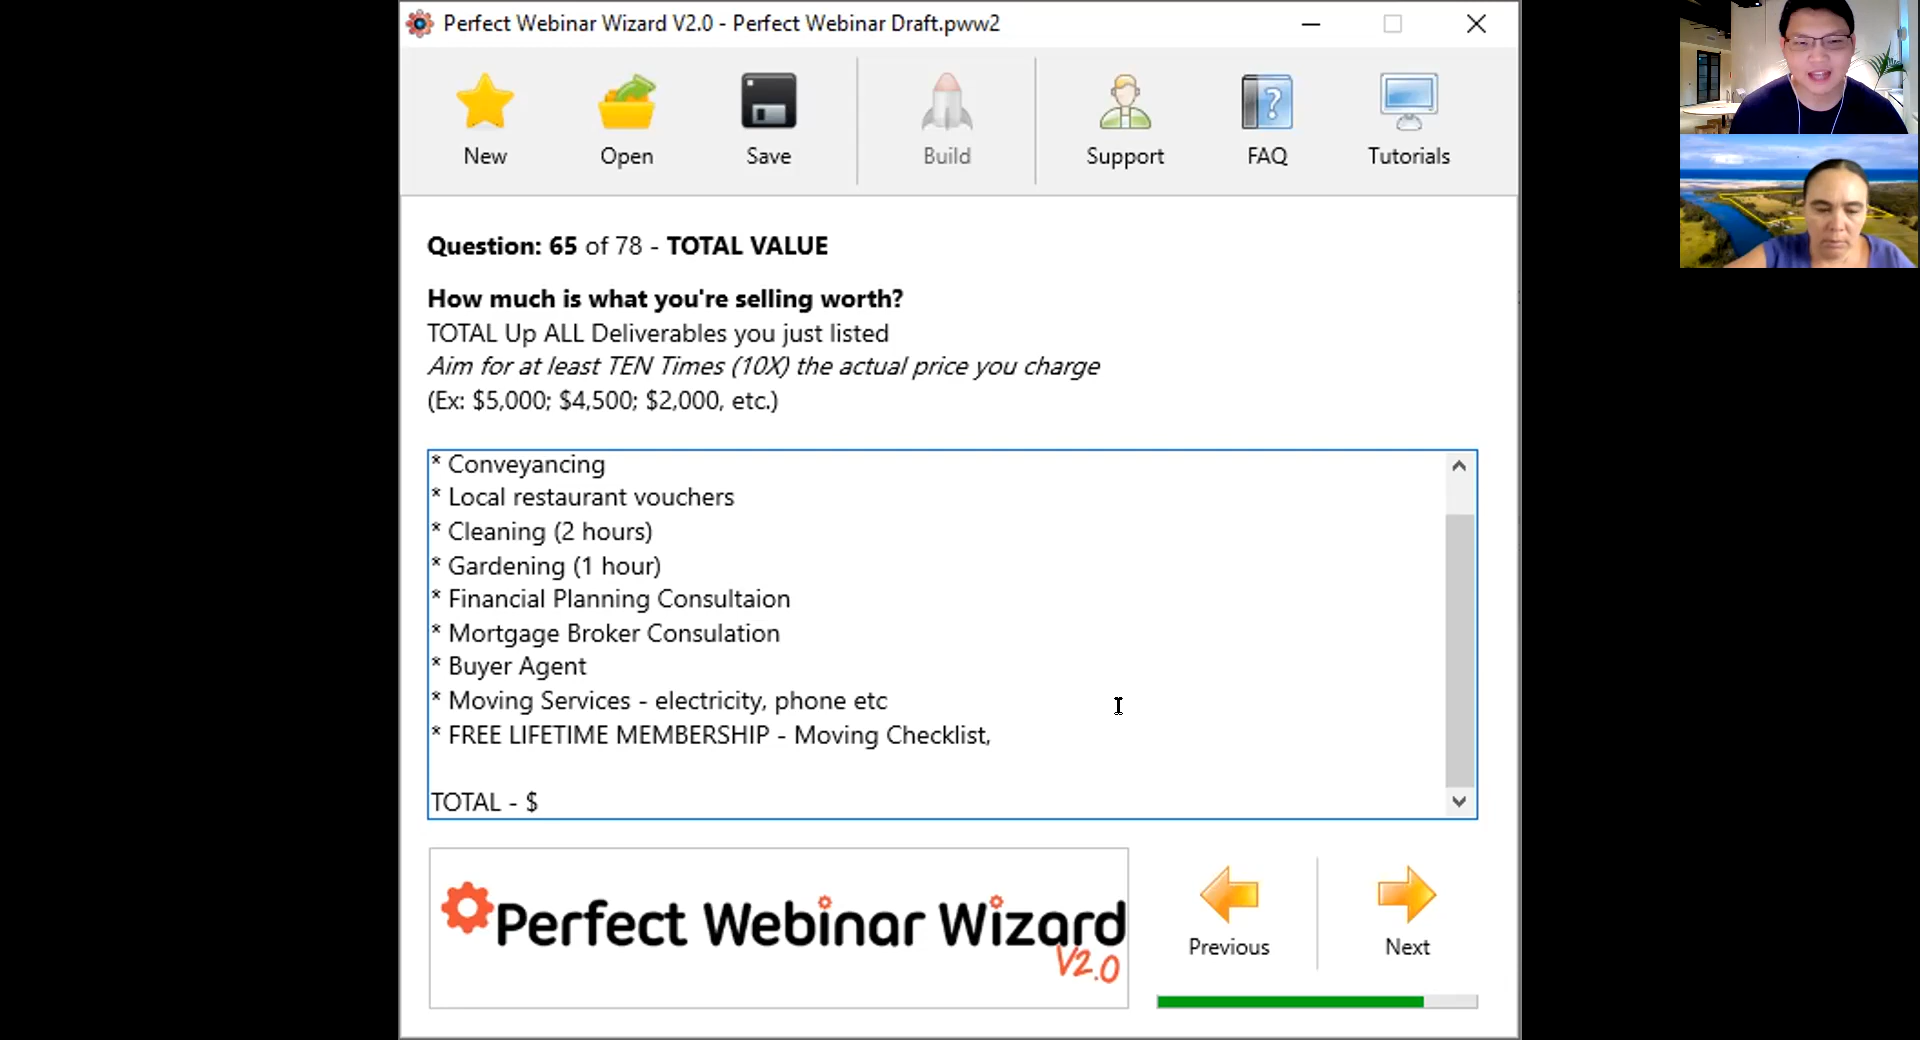 Perfect Webinar Wizard V2.0 - Perfect Webinar Draft.pww2
New Open Save Build Support FAQ Tutorials
Question: 65 of 78 - TOTAL VALUE
How much is what you're selling worth?
TOTAL Up ALL Deliverables you just listed
Aim for at least TEN Times (10X) the actual price you charge
(Ex: $5,000; $4,500; $2,000, etc.)
* Conveyancing
* Local restaurant vouchers
* Cleaning (2 hours)
* Gardening (1 hour)
* Financial Planning Consultaion
* Mortgage Broker Consulation
* Buyer Agent
* Moving Services - electricity, phone etc
* FREE LIFETIME MEMBERSHIP - Moving Checklist,
TOTAL - $
Perfect Webinar Wizard
V2.0
Previous Next